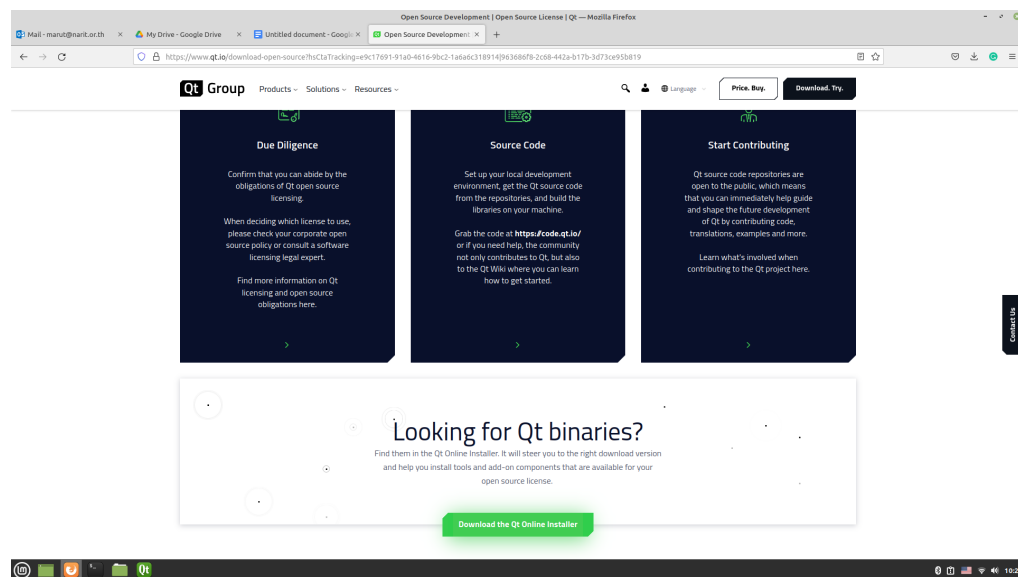 Open Source Development | Open Source License | Qt — Mozilla Firefox
Mail - marut@narit.or.th
My Drive - Google Drive
Untitled document - Google
Open Source Development
https://www.qt.io/download-open-source?hsCtaTracking=e9c17691-91a0-4616-9bc2-1a6a6c318914|963686f8-2c68-442a-b17b-3d73ce95b819
Qt Group
Products
Solutions
Resources
Language
Price. Buy.
Download. Try.
Due Diligence
Confirm that you can abide by the
obligations of Qt open source
licensing.
When deciding which license to use,
please check your corporate open
source policy or consult a software
licensing legal expert.
Find more information on Qt
licensing and open source
obligations here.
Source Code
Set up your local development
environment, get the Qt source code
from the repositories, and build the
libraries on your machine.
Grab the code at https://code.qt.io/
or if you need help, the community
not only contributes to Qt, but also
to the Qt Wiki where you can learn
how to get started.
Start Contributing
Qt source code repositories are
open to the public, which means
that you can immediately help guide
and shape the future development
of Qt by contributing code,
translations, examples and more.
Learn what's involved when
contributing to the Qt project here.
Contact Us
Looking for Qt binaries?
Find them in the Qt Online Installer. It will steer you to the right download version
and help you install tools and add-on components that are available for your
open source license.
Download the Qt Online Installer
Qt
10:2